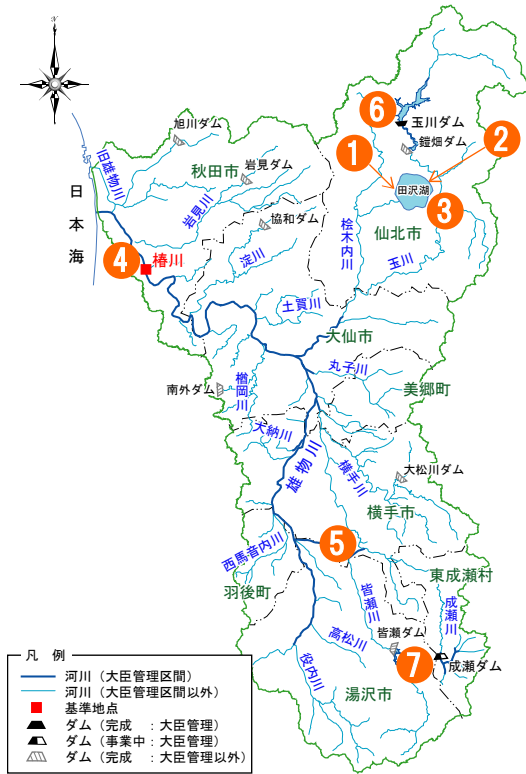 N
6
玉川ダム
旭川ダム
鎧畑ダム
2
旧雄物川
秋田市
岩見ダム
1
田沢湖
日本海
岩見川
協和ダム
3
仙北市
桧木内川
4
椿川
淀川
玉川
土買川
大仙市
丸子川
南外ダム
楢岡川
美郷町
大納川
雄物川
横手川
大松川ダム
横手市
5
西馬音内川
東成瀬村
羽後町
皆瀬川
成瀬川
高松川
皆瀬ダム
7
成瀬ダム
役内川
湯沢市
凡 例
河川(大臣管理区間)
河川(大臣管理区間以外)
基準地点
ダム(完成 :大臣管理)
ダム(事業中:大臣管理)
ダム(完成 :大臣管理以外)